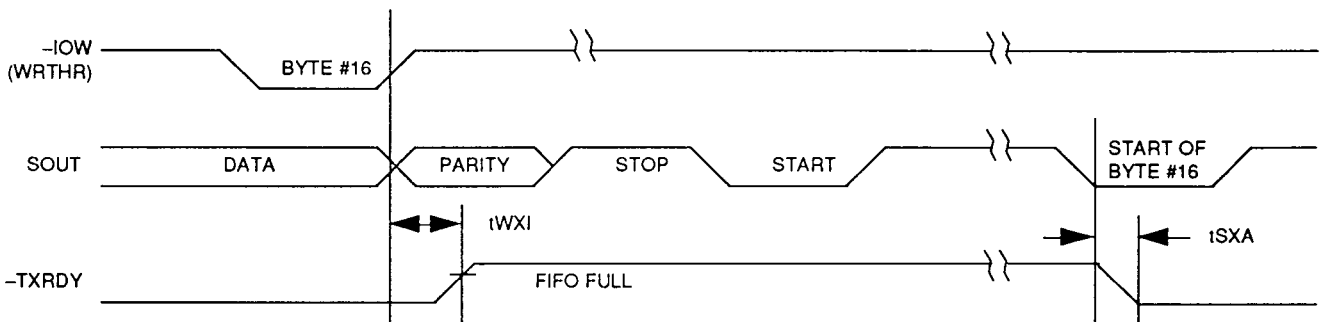 –IOW
(WRTHR)
BYTE #16
SOUT
DATA
PARITY
STOP
START
START OF
BYTE #16
tWXI
tSXA
–TXRDY
FIFO FULL